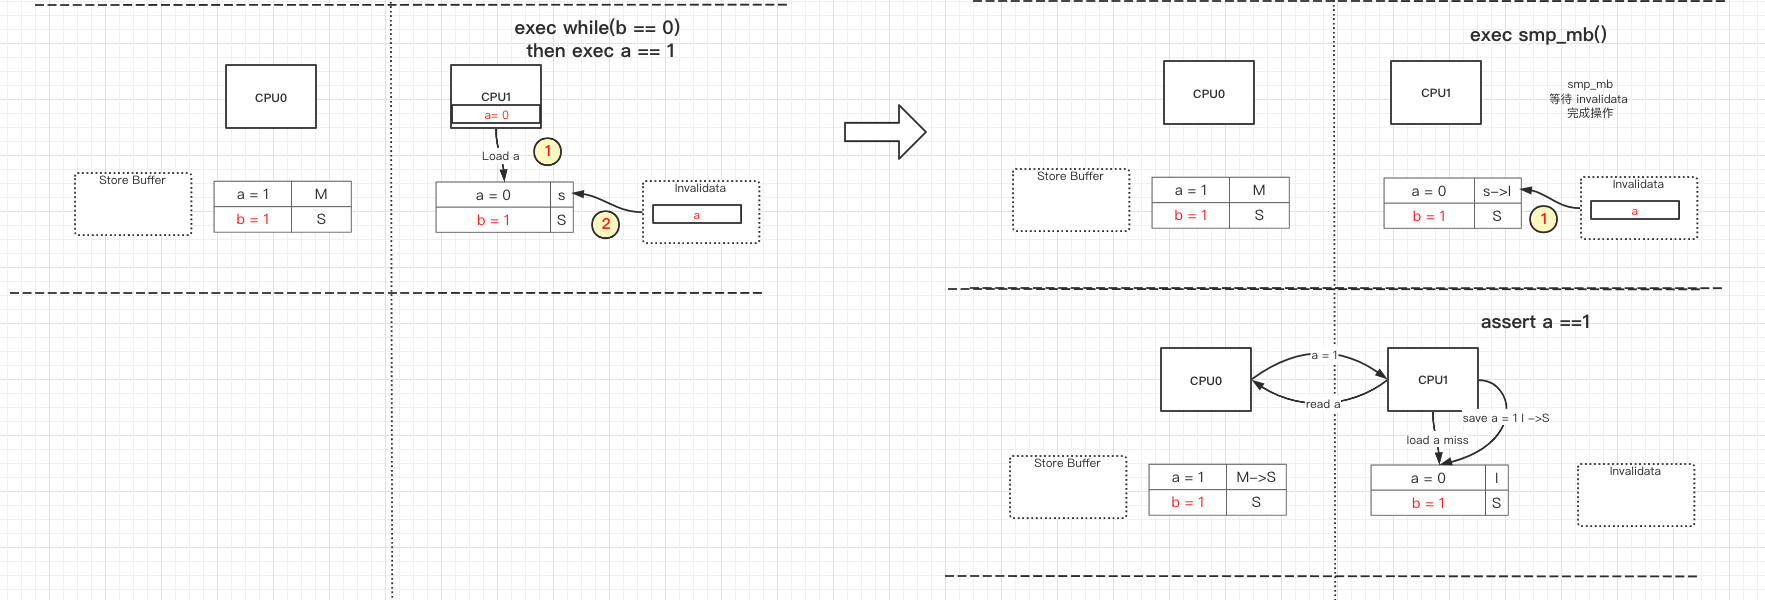 exec while(b == 0)
then exec a == 1
CPU0
CPU1
a= 0
Load a
1
Store Buffer
a = 1 M
b = 1 S
a = 0 s
b = 1 S
2
Invalidata
a
exec smp_mb()
CPU0
CPU1
smp_mb
等待 invalidata
完成操作
Store Buffer
a = 1 M
b = 1 S
a = 0 s->I
b = 1 S
1
Invalidata
a
assert a ==1
CPU0
a = 1
read a
CPU1
save a = 1 I ->S
load a miss
Store Buffer
a = 1 M->S
b = 1 S
a = 0 I
b = 1 S
Invalidata